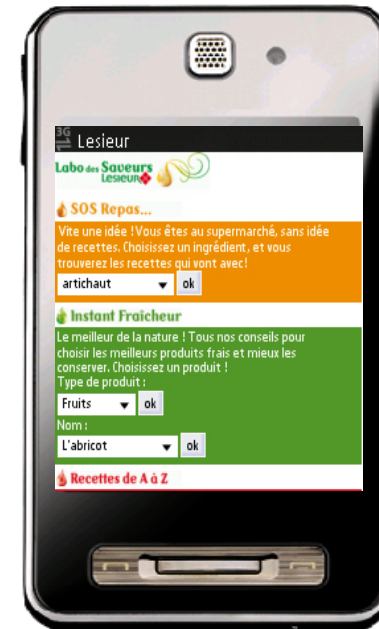 3G
Lesieur
Labo des Saveurs
LESIEUR
SOS Repas...
Vite une idée ! Vous êtes au supermarché, sans idée
de recettes. Choisissez un ingrédient, et vous
trouverez les recettes qui vont avec!
artichaut ok
Instant Fraîcheur
Le meilleur de la nature ! Tous nos conseils pour
choisir les meilleurs produits frais et mieux les
conserver. Choisissez un produit !
Type de produit :
Fruits ok
Nom :
L'abricot ok
Recettes de A à Z